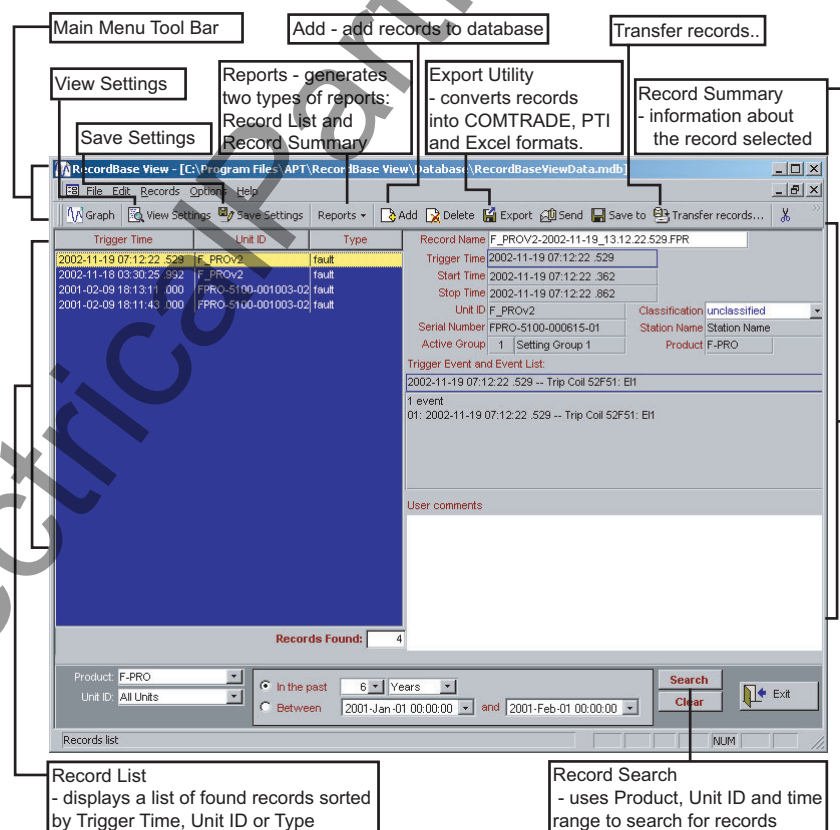 Main Menu Tool Bar
Add - add records to database
Transfer records..
View Settings
Reports - generates
two types of reports:
Record List and
Record Summary
Export Utility
- converts records
into COMTRADE, PTI
and Excel formats.
Record Summary
- information about
the record selected
Save Settings
RecordBase View - [C:\Program Files\APT\RecordBase View\Database\RecordBaseViewData.mdb]
File Edit Records Options Help
Graph View Settings Save Settings Reports Add Delete Export Send Save to Transfer records...
Trigger Time Unit ID Type
2002-11-19 07:12:22 .529 F_PROv2 fault
2002-11-18 03:30:25 .992 F_PROv2 fault
2001-02-09 18:13:11 .000 FPRO-5100-001003-02 fault
2001-02-09 18:11:43 .000 FPRO-5100-001003-02 fault
Record Name F_PROV2-2002-11-19_13.12.22.529.FPR
Trigger Time 2002-11-19 07:12:22 .529
Start Time 2002-11-19 07:12:22 .362
Stop Time 2002-11-19 07:12:22 .862
Unit ID F_PROv2 Classification unclassified
Serial Number FPRO-5100-000615-01 Station Name Station Name
Active Group 1 Setting Group 1 Product F-PRO
Trigger Event and Event List:
2002-11-19 07:12:22 .529 -- Trip Coil 52F51: EI1
1 event
01: 2002-11-19 07:12:22 .529 -- Trip Coil 52F51: EI1
User comments
Records Found: 4
Product: F-PRO
Unit ID: All Units
In the past 6 Years
Between 2001-Jan-01 00:00:00 and 2001-Feb-01 00:00:00
Search
Clear
Exit
Records list
NUM
Record List
- displays a list of found records sorted
by Trigger Time, Unit ID or Type
Record Search
- uses Product, Unit ID and time
range to search for records